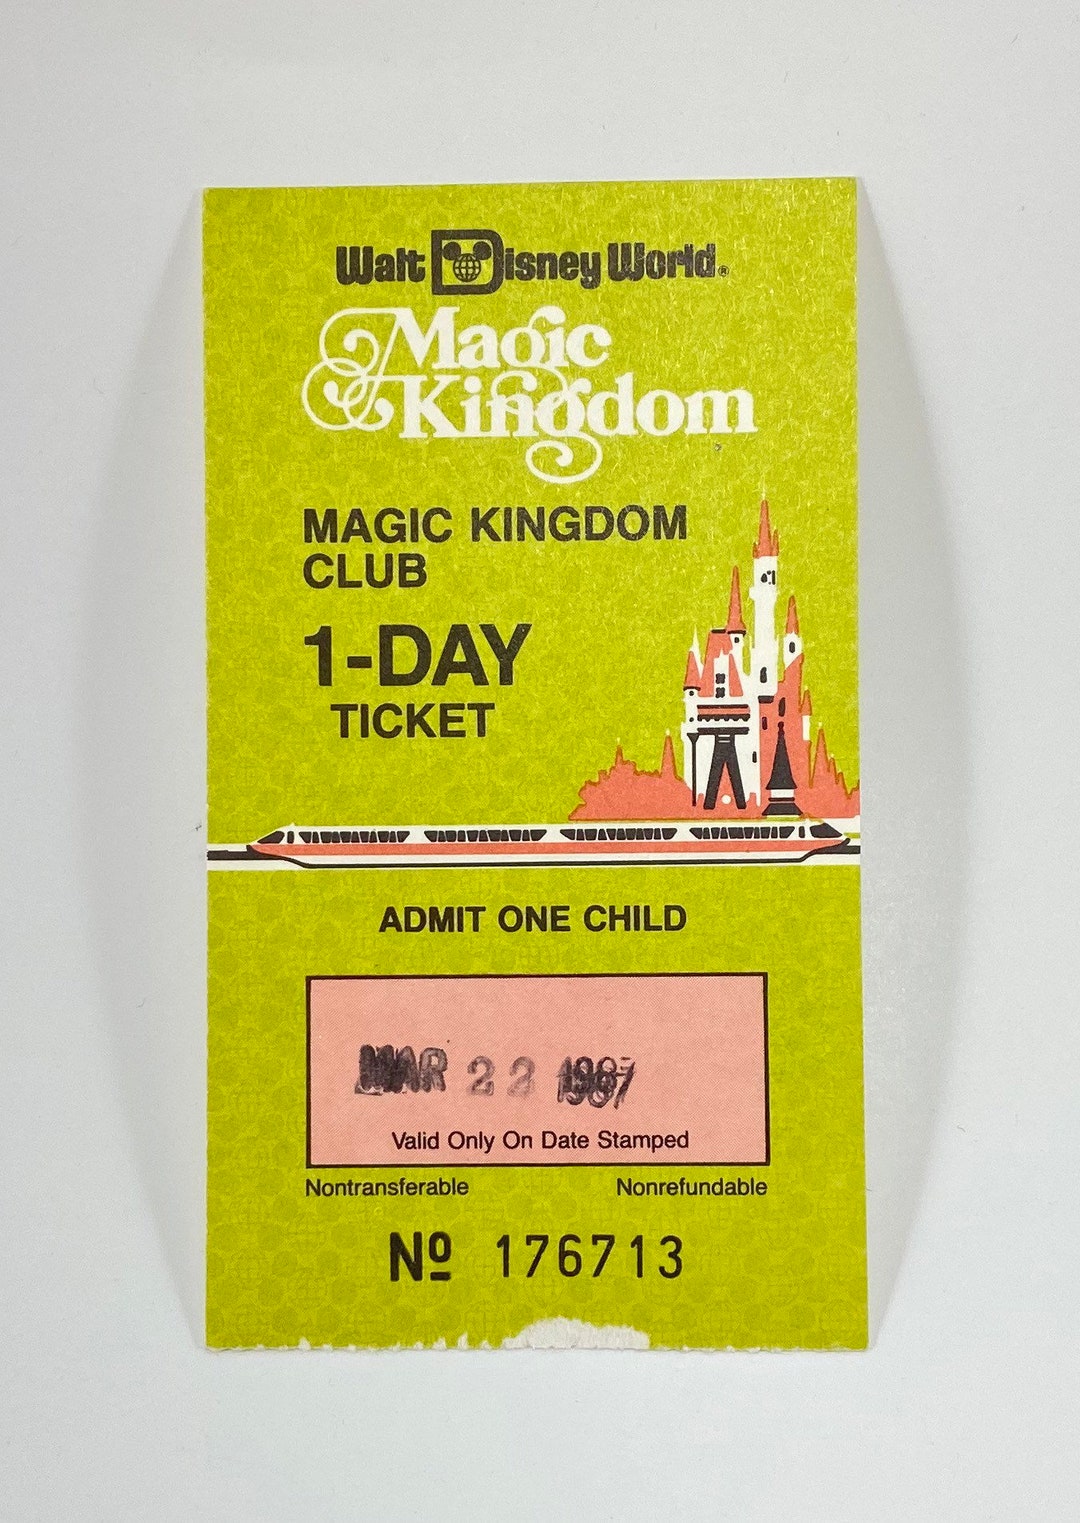 Walt Disney World®
Magic
Kingdom
MAGIC KINGDOM
CLUB
1-DAY
TICKET
ADMIT ONE CHILD
MAR 22 1987
Valid Only On Date Stamped
Nontransferable Nonrefundable
Nº 176713